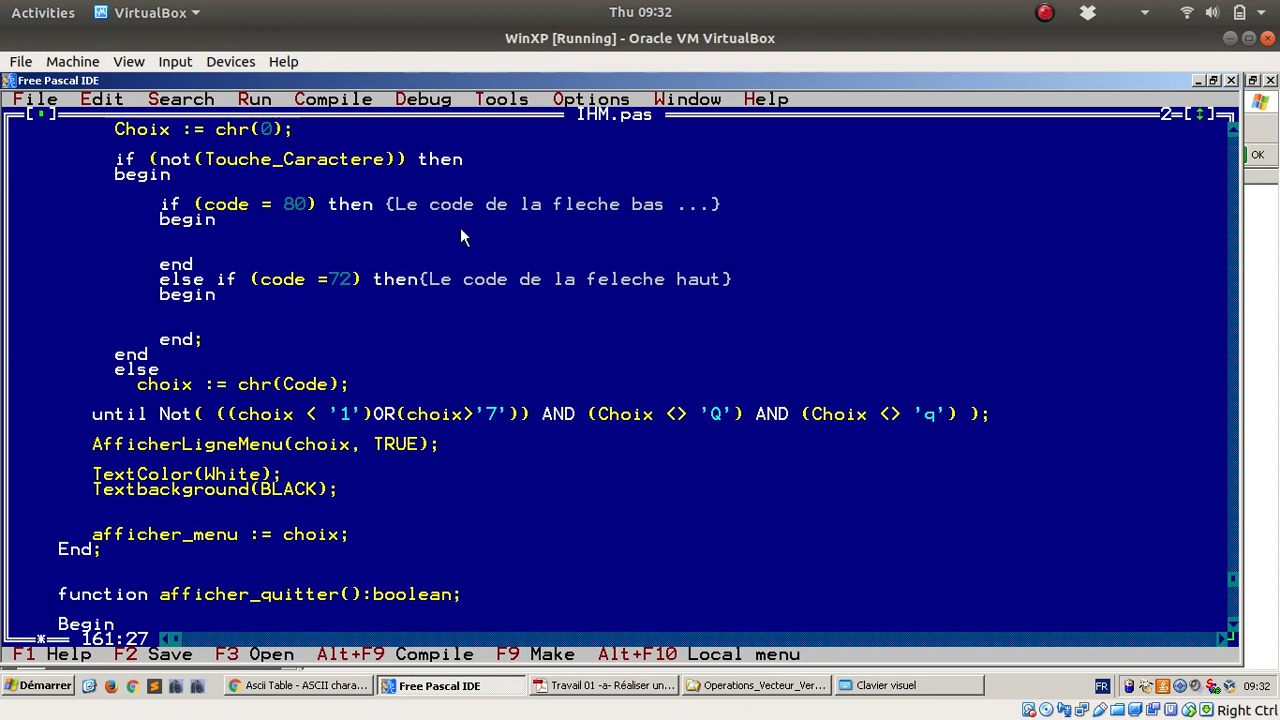 Activities VirtualBox Thu 09:32
WinXP [Running] - Oracle VM VirtualBox
File Machine View Input Devices Help
Free Pascal IDE
File Edit Search Run Compile Debug Tools Options Window Help
IHM.pas 2=[↕]
Choix := chr(0);
if (not(Touche_Caractere)) then
begin
if (code = 80) then {Le code de la fleche bas ...}
begin
end
else if (code =72) then{Le code de la feleche haut}
begin
end;
end
else
choix := chr(Code);
until Not( ((choix < '1')OR(choix>'7')) AND (Choix <> 'Q') AND (Choix <> 'q') );
AfficherLigneMenu(choix, TRUE);
TextColor(White);
Textbackground(BLACK);
afficher_menu := choix;
End;
function afficher_quitter():boolean;
Begin
161:27
F1 Help F2 Save F3 Open Alt+F9 Compile F9 Make Alt+F10 Local menu
OK
Démarrer Ascii Table - ASCII chara... Free Pascal IDE Travail 01 -a- Réaliser un... Operations_Vecteur_Ver... Clavier visuel FR 09:32
Right Ctrl